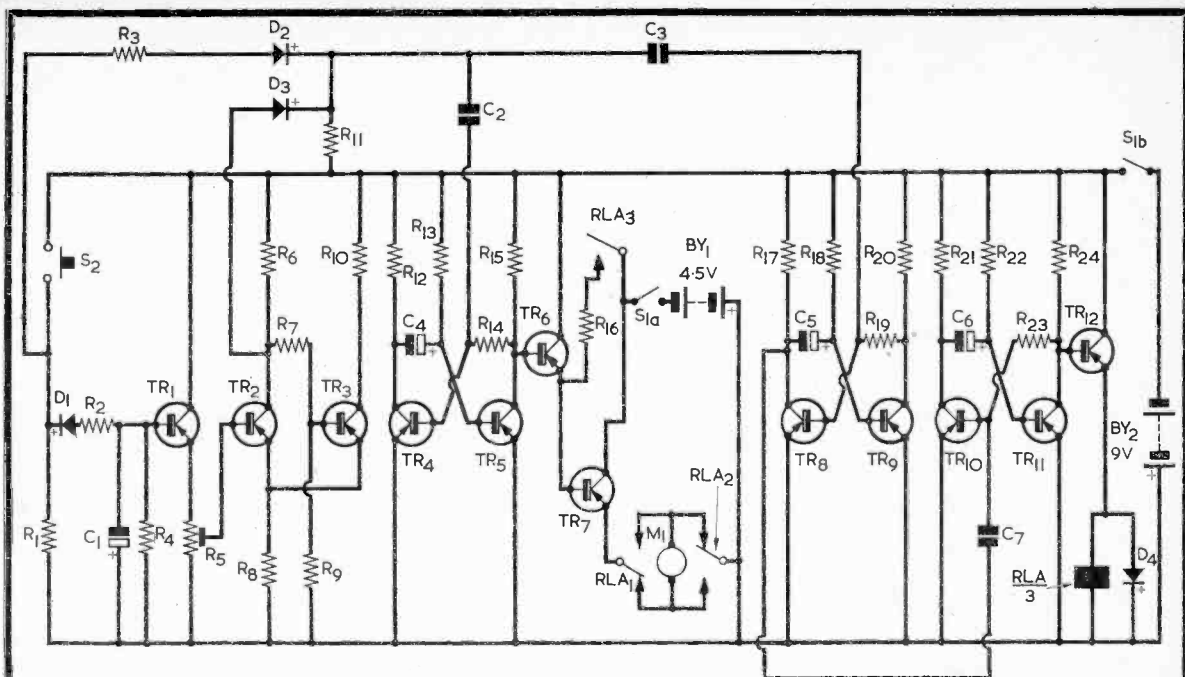 R3
D2
C3
D3
C2
R11
S1b
S2
R6
R10
R12
R13
R15
RLA3
BY1
4·5V
R17
R18
R20
R21
R22
R24
R7
C4
R14
TR6
R16
S1a
C5
R19
C6
R23
TR12
D1
R2
TR1
TR2
TR3
TR4
TR5
TR7
RLA2
TR8
TR9
TR10
TR11
BY2
9V
R1
C1
R4
R5
R8
R9
RLA1
M1
C7
RLA
3
D4